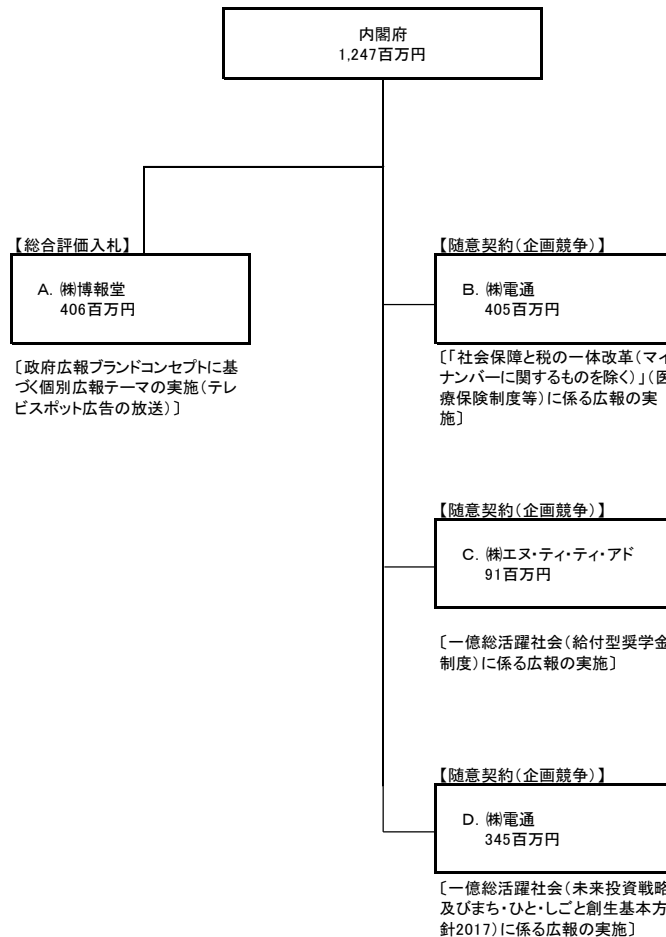 内閣府
1,247百万円
【総合評価入札】
A. ㈱博報堂
406百万円
〔政府広報ブランドコンセプトに基
づく個別広報テーマの実施(テレ
ビスポット広告の放送)〕
【随意契約(企画競争)】
B. ㈱電通
405百万円
〔「社会保障と税の一体改革(マイ
ナンバーに関するものを除く)」(医
療保険制度等)に係る広報の実
施〕
【随意契約(企画競争)】
C. ㈱エヌ・ティ・ティ・アド
91百万円
〔一億総活躍社会(給付型奨学金
制度)に係る広報の実施〕
【随意契約(企画競争)】
D. ㈱電通
345百万円
〔一億総活躍社会(未来投資戦略
及びまち・ひと・しごと創生基本方
針2017)に係る広報の実施〕